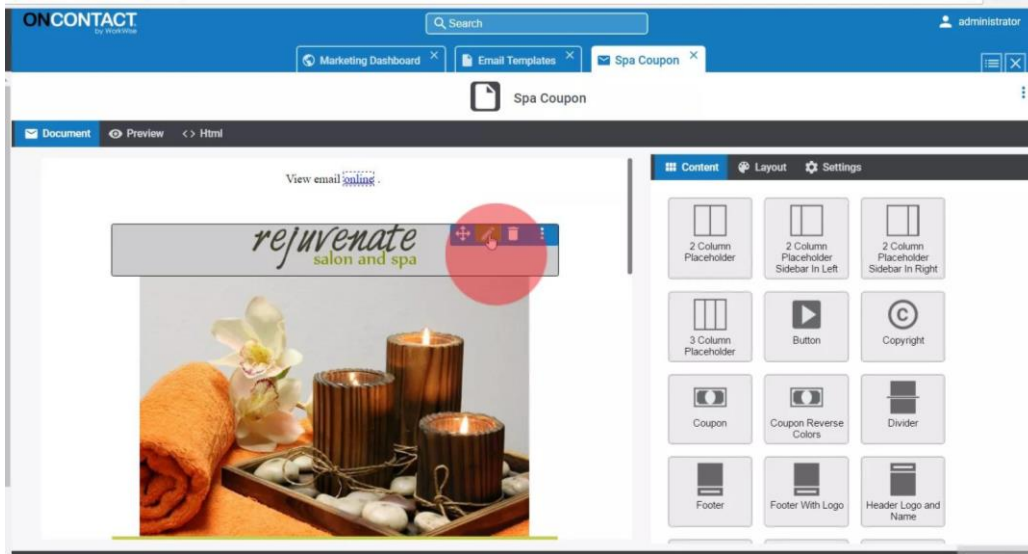 ONCONTACT
by WorkWise
Search
administrator
Marketing Dashboard
Email Templates
Spa Coupon
Spa Coupon
Document
Preview
<> Html
View email online .
rejuvenate
salon and spa
Content
Layout
Settings
2 Column
Placeholder
2 Column
Placeholder
Sidebar In Left
2 Column
Placeholder
Sidebar In Right
3 Column
Placeholder
Button
Copyright
Coupon
Coupon Reverse
Colors
Divider
Footer
Footer With Logo
Header Logo and
Name